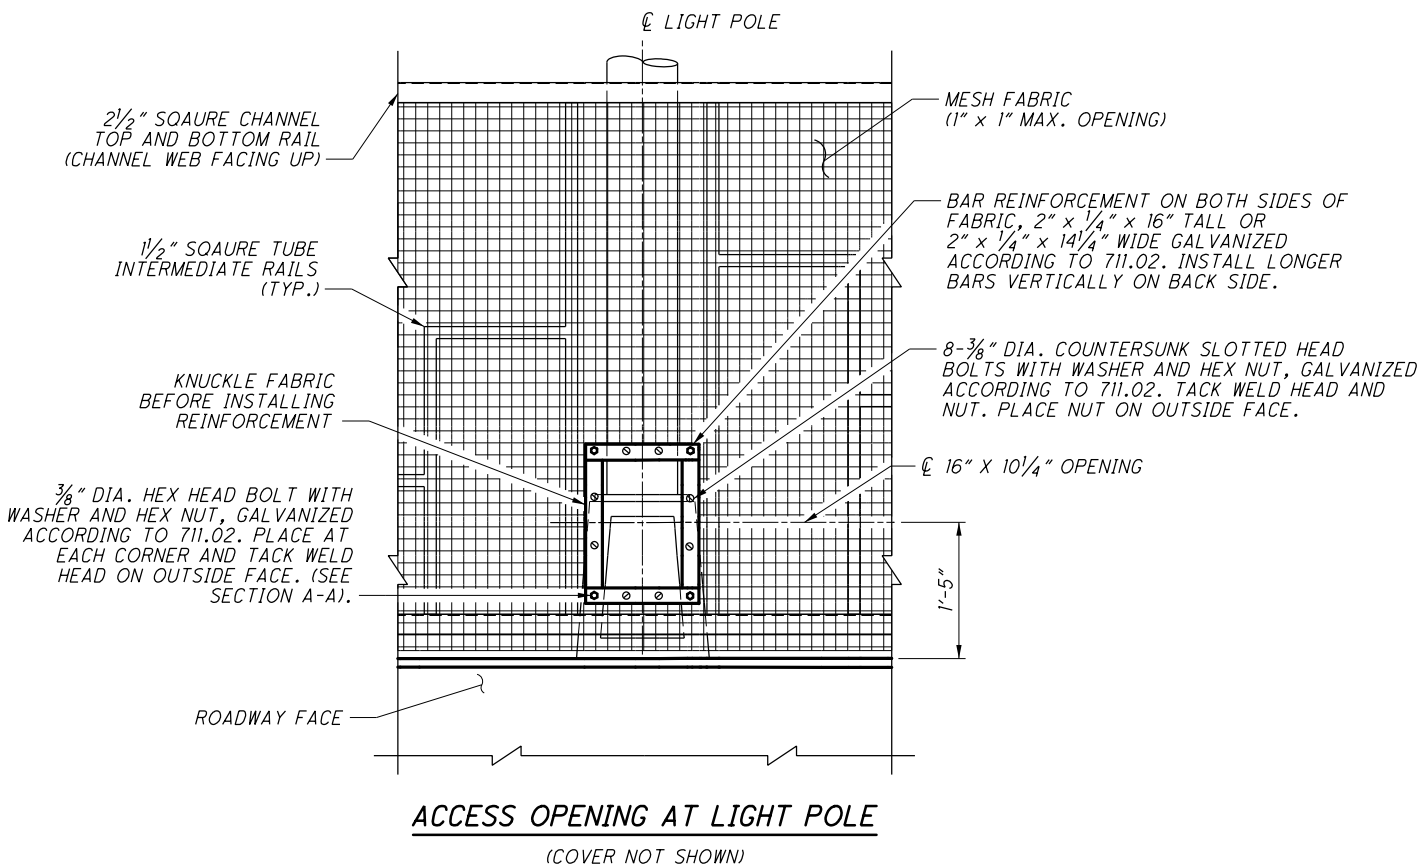 ℄ LIGHT POLE
2½" SQAURE CHANNEL
TOP AND BOTTOM RAIL
(CHANNEL WEB FACING UP)
MESH FABRIC
(1" x 1" MAX. OPENING)
BAR REINFORCEMENT ON BOTH SIDES OF
FABRIC, 2" x ¼" x 16" TALL OR
2" x ¼" x 14¼" WIDE GALVANIZED
ACCORDING TO 711.02. INSTALL LONGER
BARS VERTICALLY ON BACK SIDE.
1½" SQAURE TUBE
INTERMEDIATE RAILS
(TYP.)
8-⅜" DIA. COUNTERSUNK SLOTTED HEAD
BOLTS WITH WASHER AND HEX NUT, GALVANIZED
ACCORDING TO 711.02. TACK WELD HEAD AND
NUT. PLACE NUT ON OUTSIDE FACE.
KNUCKLE FABRIC
BEFORE INSTALLING
REINFORCEMENT
℄ 16" X 10¼" OPENING
⅜" DIA. HEX HEAD BOLT WITH
WASHER AND HEX NUT, GALVANIZED
ACCORDING TO 711.02. PLACE AT
EACH CORNER AND TACK WELD
HEAD ON OUTSIDE FACE. (SEE
SECTION A-A).
1'-5"
ROADWAY FACE
ACCESS OPENING AT LIGHT POLE
(COVER NOT SHOWN)